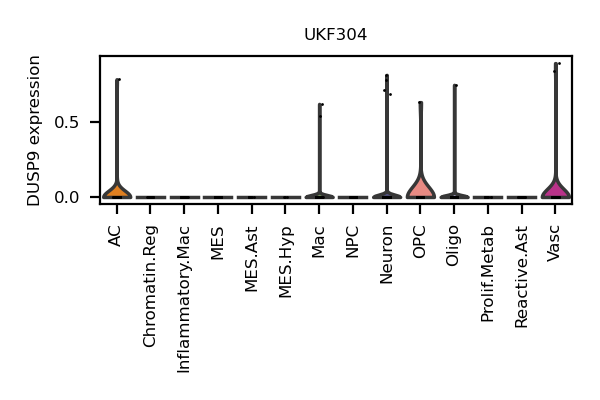 UKF304
DUSP9 expression
0.5
0.0
AC
Chromatin.Reg
Inflammatory.Mac
MES
MES.Ast
MES.Hyp
Mac
NPC
Neuron
OPC
Oligo
Prolif.Metab
Reactive.Ast
Vasc